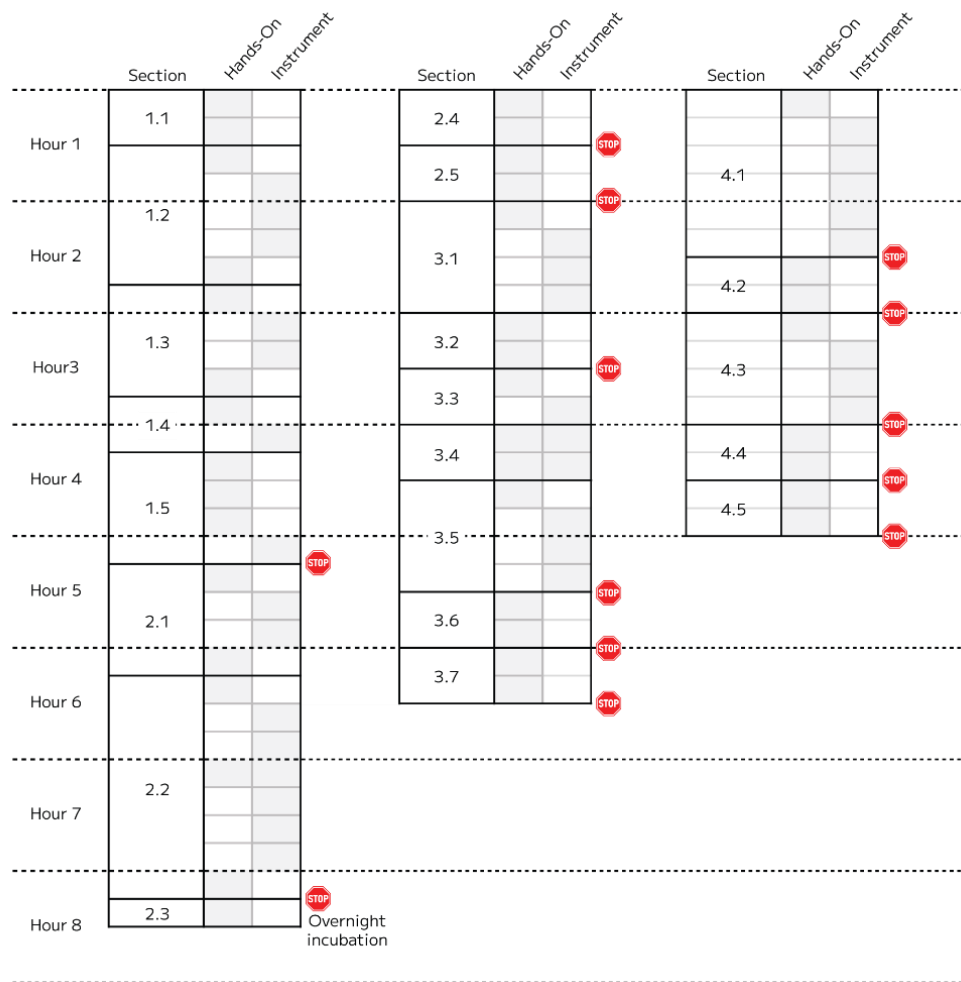 Section Hands-On Instrument Section Hands-On Instrument Section Hands-On Instrument
Hour 1
Hour 2
Hour3
Hour 4
Hour 5
Hour 6
Hour 7
Hour 8
1.1
1.2
1.3
1.4
1.5
STOP
2.1
2.2
STOP
2.3
Overnight
incubation
2.4
STOP
2.5
STOP
3.1
3.2
STOP
3.3
3.4
3.5
STOP
3.6
STOP
3.7
STOP
4.1
STOP
4.2
STOP
4.3
STOP
4.4
STOP
4.5
STOP